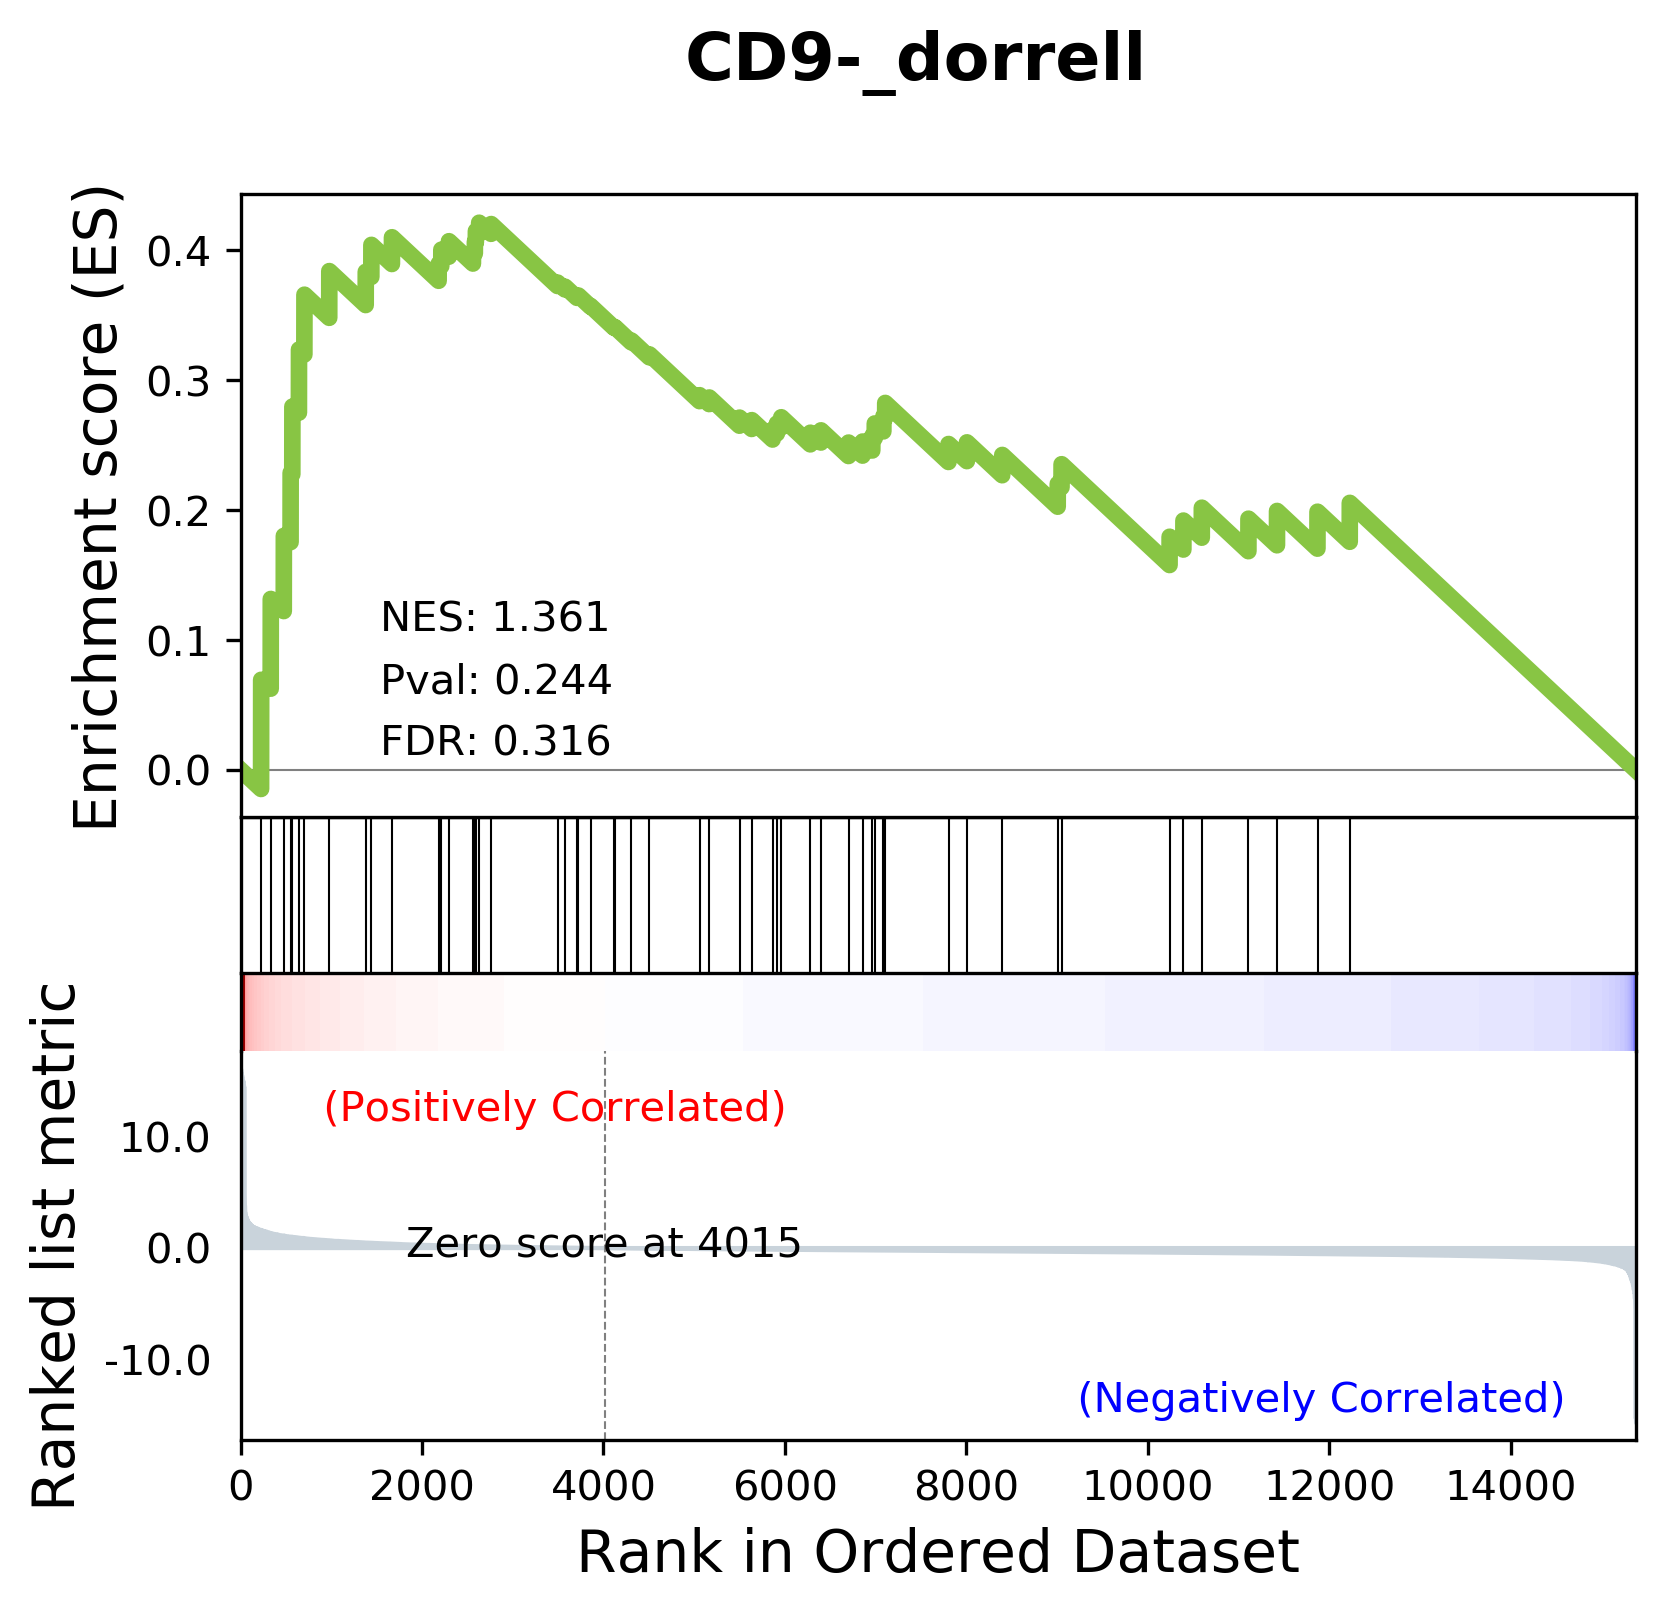 CD9-_dorrell
Enrichment score (ES)
0.4
0.3
0.2
0.1
0.0
NES: 1.361
Pval: 0.244
FDR: 0.316
Ranked list metric
10.0
0.0
-10.0
(Positively Correlated)
Zero score at 4015
(Negatively Correlated)
0 2000 4000 6000 8000 10000 12000 14000
Rank in Ordered Dataset